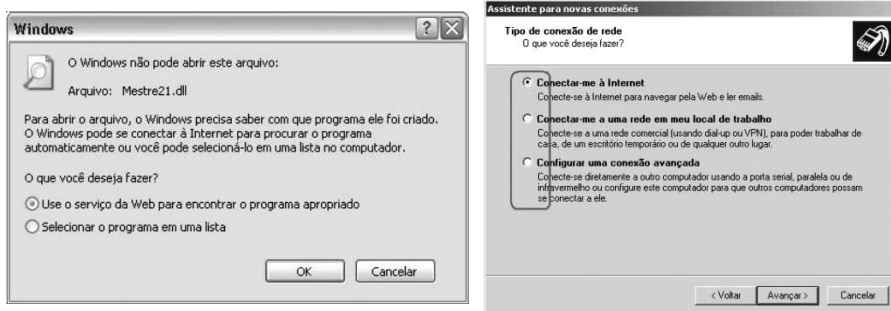 Windows
O Windows não pode abrir este arquivo:
Arquivo: Mestre21.dll
Para abrir o arquivo, o Windows precisa saber com que programa ele foi criado.
O Windows pode se conectar à Internet para procurar o programa
automaticamente ou você pode selecioná-lo em uma lista no computador.
O que você deseja fazer?
Use o serviço da Web para encontrar o programa apropriado
Selecionar o programa em uma lista
OK
Cancelar
Assistente para novas conexões
Tipo de conexão de rede
O que você deseja fazer?
Conectar-me à Internet
Conecte-se à Internet para navegar pela Web e ler emails.
Conectar-me a uma rede em meu local de trabalho
Conecte-se a uma rede comercial (usando dial-up ou VPN), para poder trabalhar de
casa, de um escritório temporário ou de qualquer outro lugar.
Configurar uma conexão avançada
Conecte-se diretamente a outro computador usando a porta serial, paralela ou de
infravermelho ou configure este computador para que outros computadores possam
se conectar a ele.
< Voltar
Avançar >
Cancelar